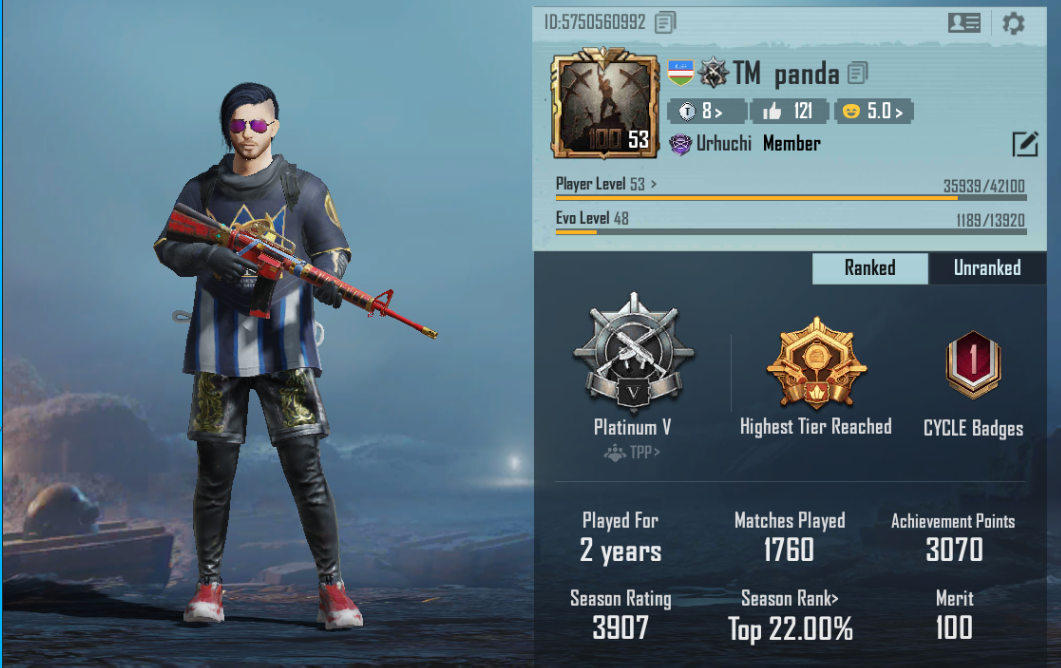 ID:5750560992
TM panda
100 53
8 > 121 5.0 >
Urhuchi Member
Player Level 53 > 35939/42100
Evo Level 48 1189/13920
Ranked Unranked
V
1
Platinum V Highest Tier Reached CYCLE Badges
TPP >
Played For Matches Played Achievement Points
2 years 1760 3070
Season Rating Season Rank> Merit
3907 Top 22.00% 100